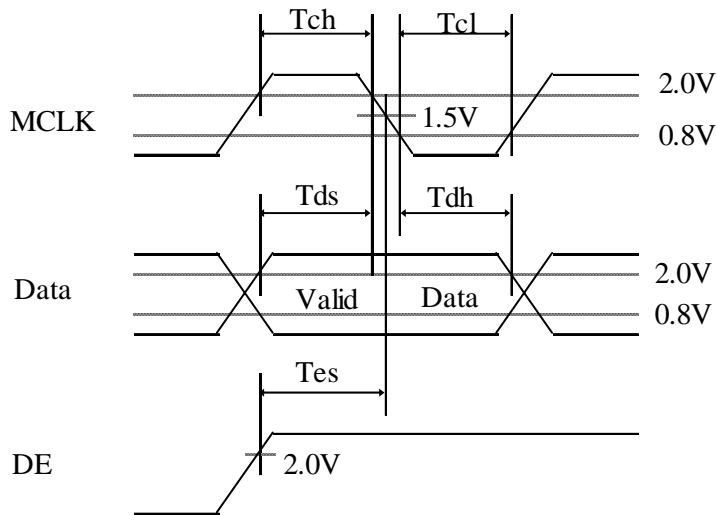 Tch Tcl
2.0V
MCLK 1.5V
0.8V
Tds Tdh
2.0V
Data Valid Data
0.8V
Tes
DE 2.0V